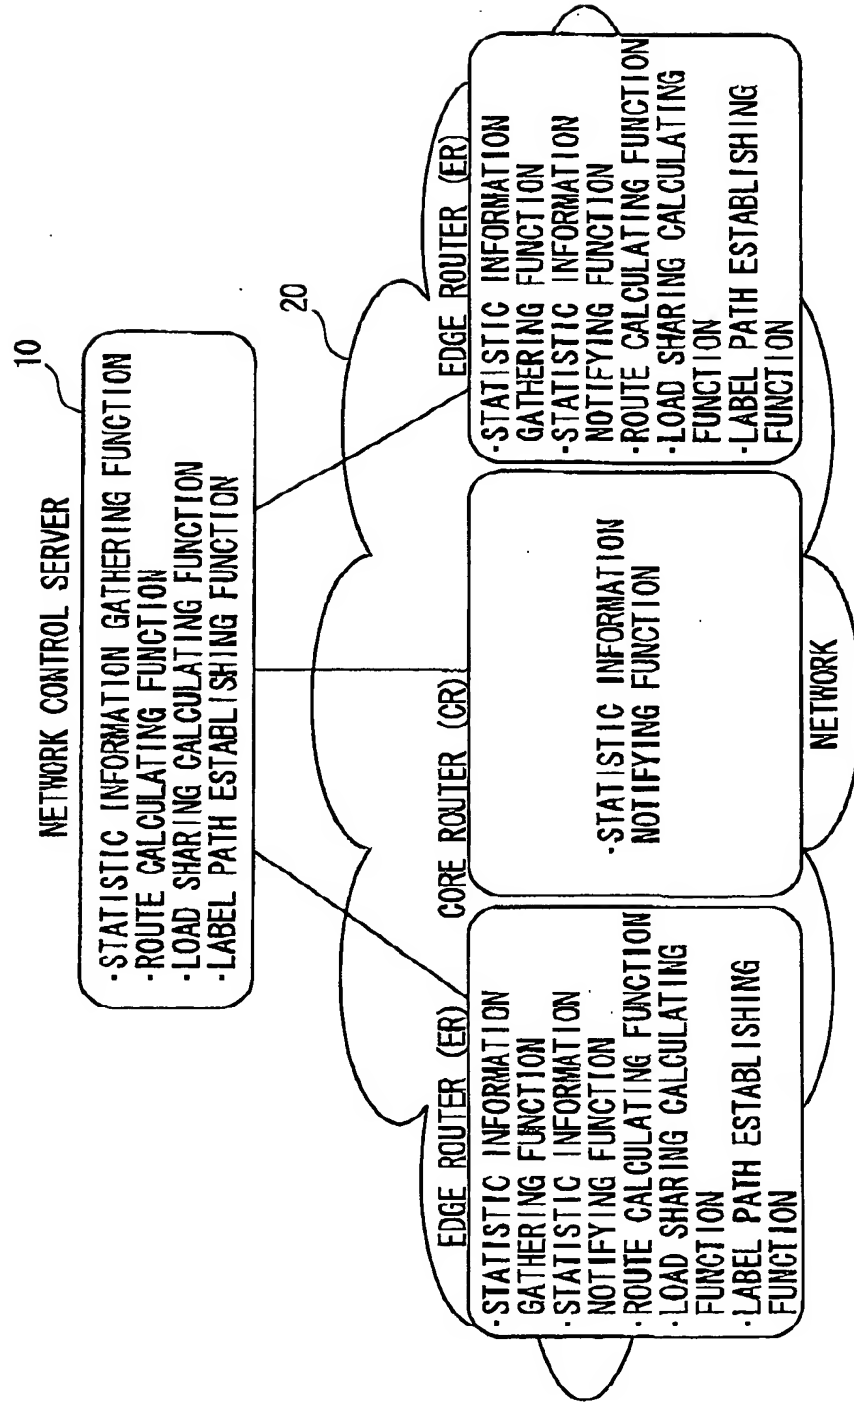 NETWORK CONTROL SERVER
10
·STATISTIC INFORMATION GATHERING FUNCTION
·ROUTE CALCULATING FUNCTION
·LOAD SHARING CALCULATING FUNCTION
·LABEL PATH ESTABLISHING FUNCTION
20
EDGE ROUTER (ER)
·STATISTIC INFORMATION
GATHERING FUNCTION
·STATISTIC INFORMATION
NOTIFYING FUNCTION
·ROUTE CALCULATING FUNCTION
·LOAD SHARING CALCULATING
FUNCTION
·LABEL PATH ESTABLISHING
FUNCTION
CORE ROUTER (CR)
·STATISTIC INFORMATION
NOTIFYING FUNCTION
EDGE ROUTER (ER)
·STATISTIC INFORMATION
GATHERING FUNCTION
·STATISTIC INFORMATION
NOTIFYING FUNCTION
·ROUTE CALCULATING FUNCTION
·LOAD SHARING CALCULATING
FUNCTION
·LABEL PATH ESTABLISHING
FUNCTION
NETWORK